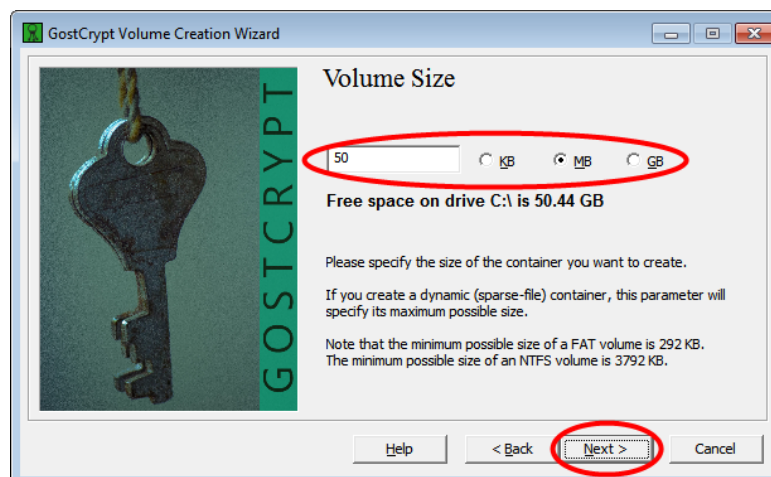 GostCrypt Volume Creation Wizard
GOSTCRYPT
Volume Size
50 KB MB GB
Free space on drive C:\ is 50.44 GB
Please specify the size of the container you want to create.
If you create a dynamic (sparse-file) container, this parameter will
specify its maximum possible size.
Note that the minimum possible size of a FAT volume is 292 KB.
The minimum possible size of an NTFS volume is 3792 KB.
Help < Back Next > Cancel